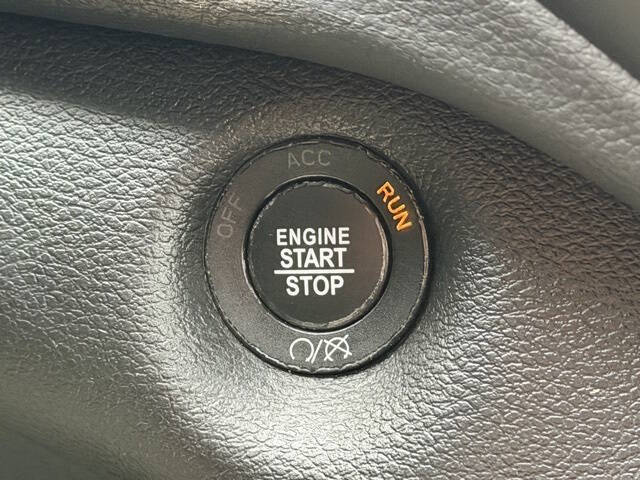 OFF
ACC
RUN
ENGINE
START
STOP